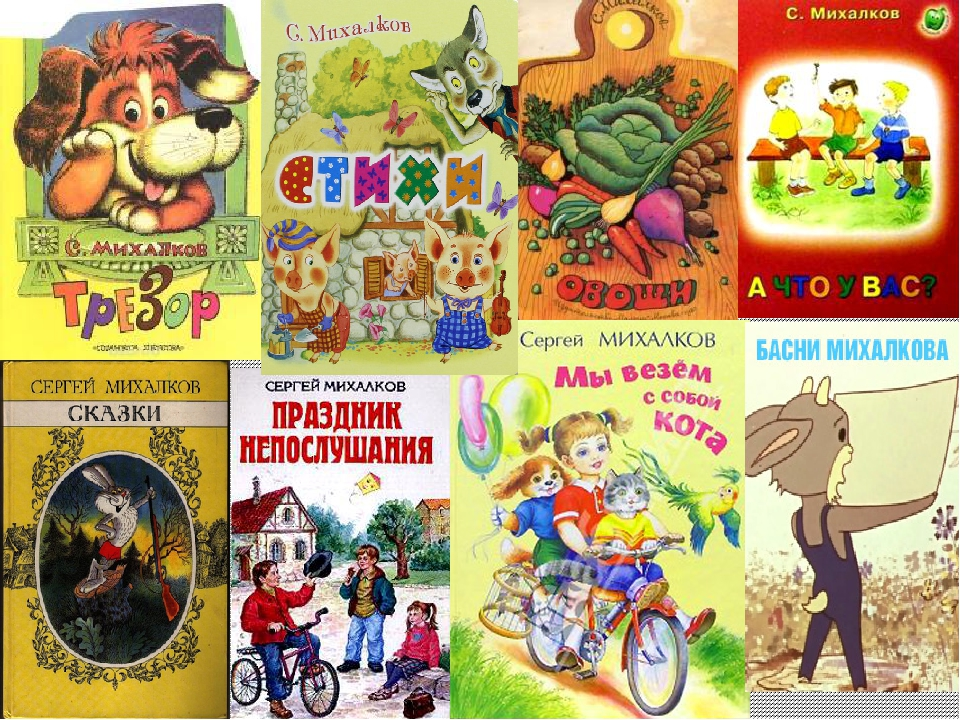 С. МИХАЛКОВ
ТРЕЗОР
С. Михалков
СТИХИ
С. МИХАЛКОВ
ОВОЩИ
С. Михалков
А ЧТО У ВАС?
СЕРГЕЙ МИХАЛКОВ
СКАЗКИ
СЕРГЕЙ МИХАЛКОВ
ПРАЗДНИК
НЕПОСЛУШАНИЯ
Сергей МИХАЛКОВ
Мы везём
с собой
кота
БАСНИ МИХАЛКОВА